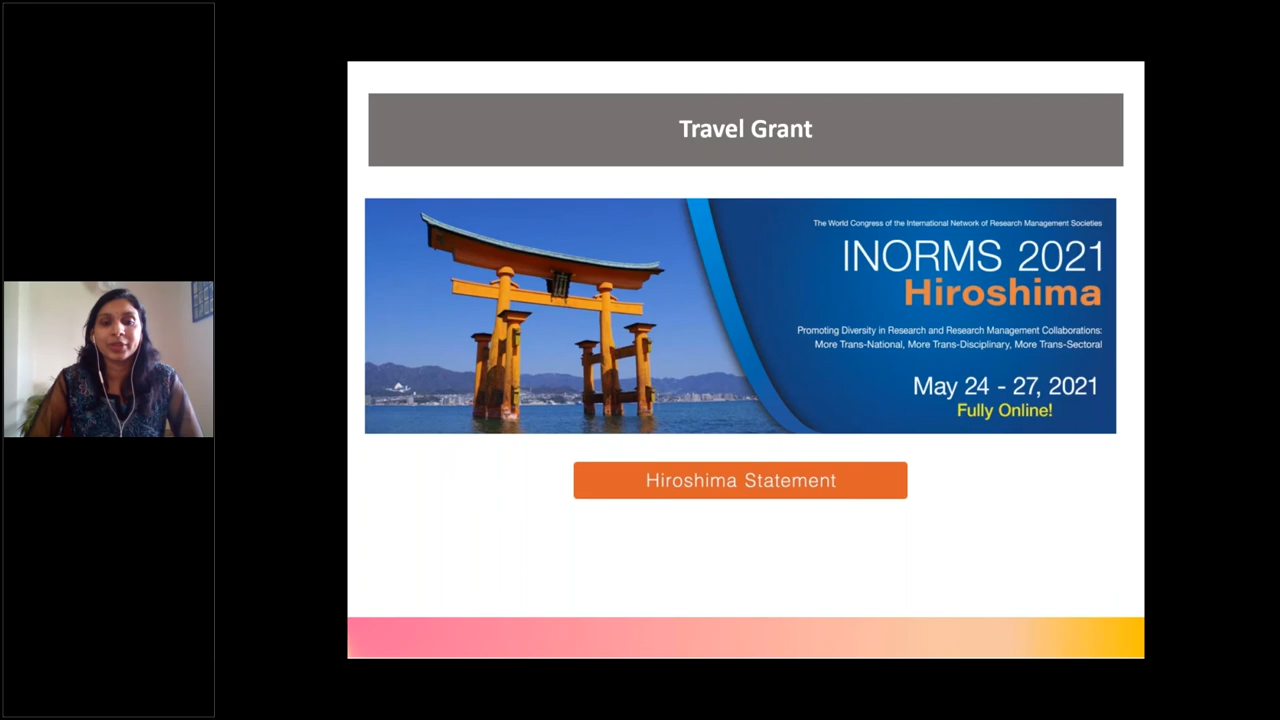 Travel Grant
The World Congress of the International Network of Research Management Societies
INORMS 2021
Hiroshima
Promoting Diversity in Research and Research Management Collaborations:
More Trans-National, More Trans-Disciplinary, More Trans-Sectoral
May 24 - 27, 2021
Fully Online!
Hiroshima Statement